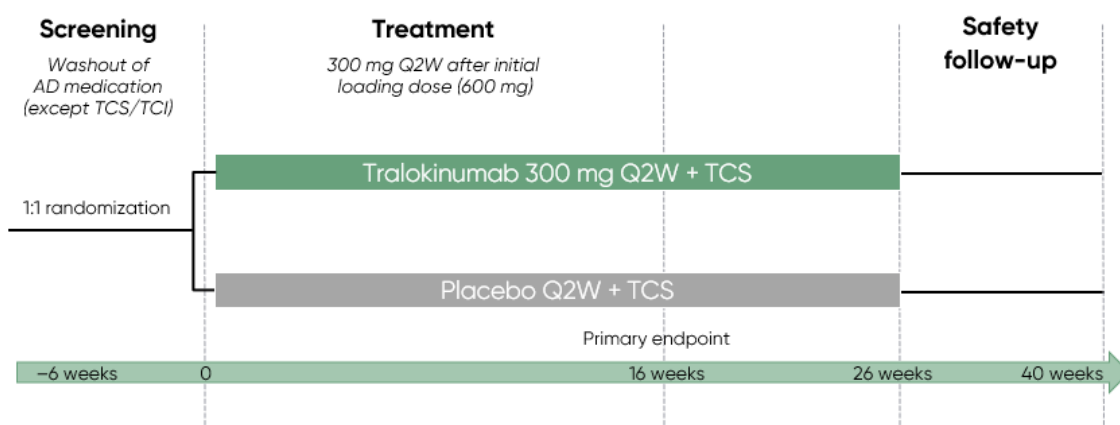 Screening
Washout of
AD medication
(except TCS/TCI)
Treatment
300 mg Q2W after initial
loading dose (600 mg)
Safety
follow-up
Tralokinumab 300 mg Q2W + TCS
1:1 randomization
Placebo Q2W + TCS
Primary endpoint
–6 weeks
0
16 weeks
26 weeks
40 weeks